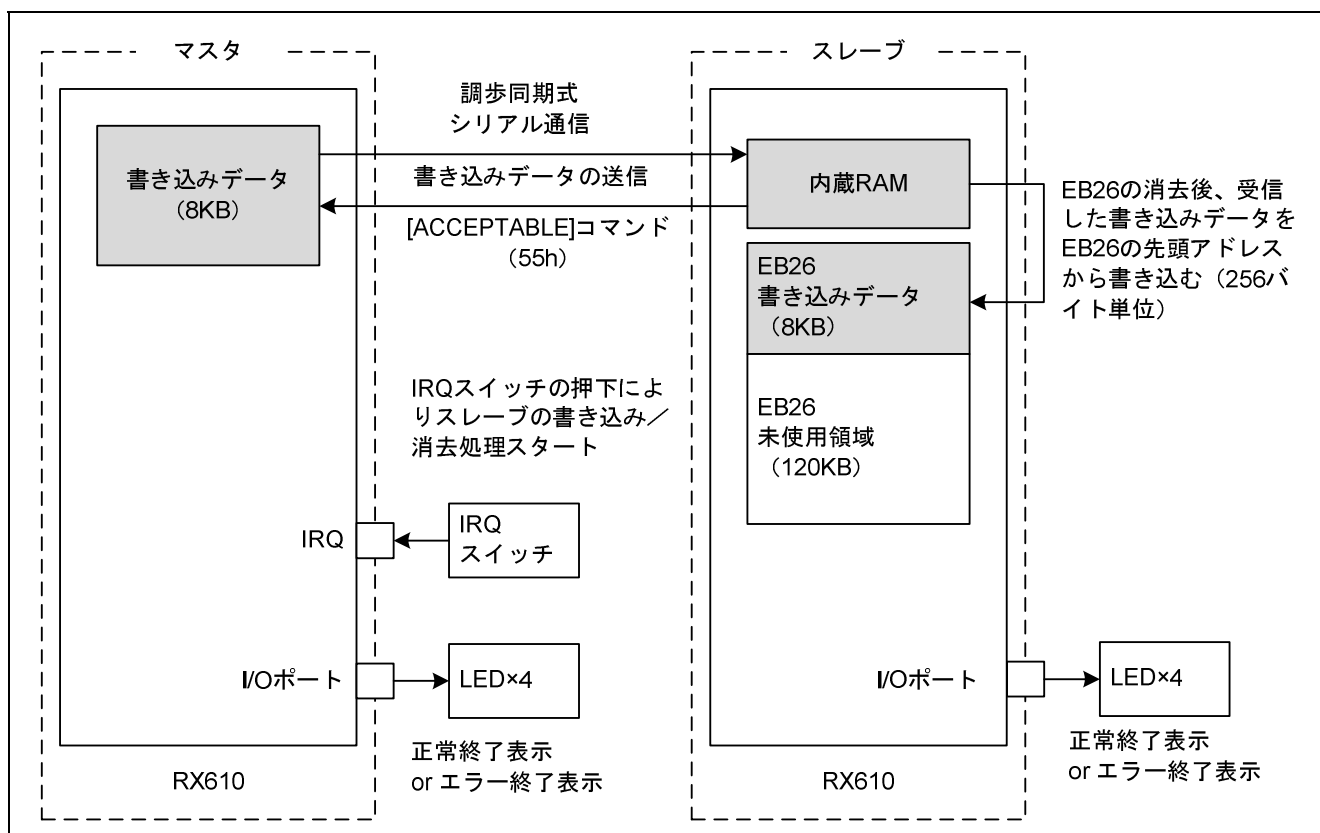 マスタ
書き込みデータ
（8KB）
調歩同期式
シリアル通信
書き込みデータの送信
[ACCEPTABLE]コマンド
（55h）
IRQスイッチの押下によ
りスレーブの書き込み／
消去処理スタート
IRQ
IRQ
スイッチ
I/Oポート
LED×4
正常終了表示
or エラー終了表示
RX610
スレーブ
内蔵RAM
EB26
書き込みデータ
（8KB）
EB26
未使用領域
（120KB）
EB26の消去後、受信
した書き込みデータを
EB26の先頭アドレス
から書き込む（256バ
イト単位）
I/Oポート
LED×4
正常終了表示
or エラー終了表示
RX610